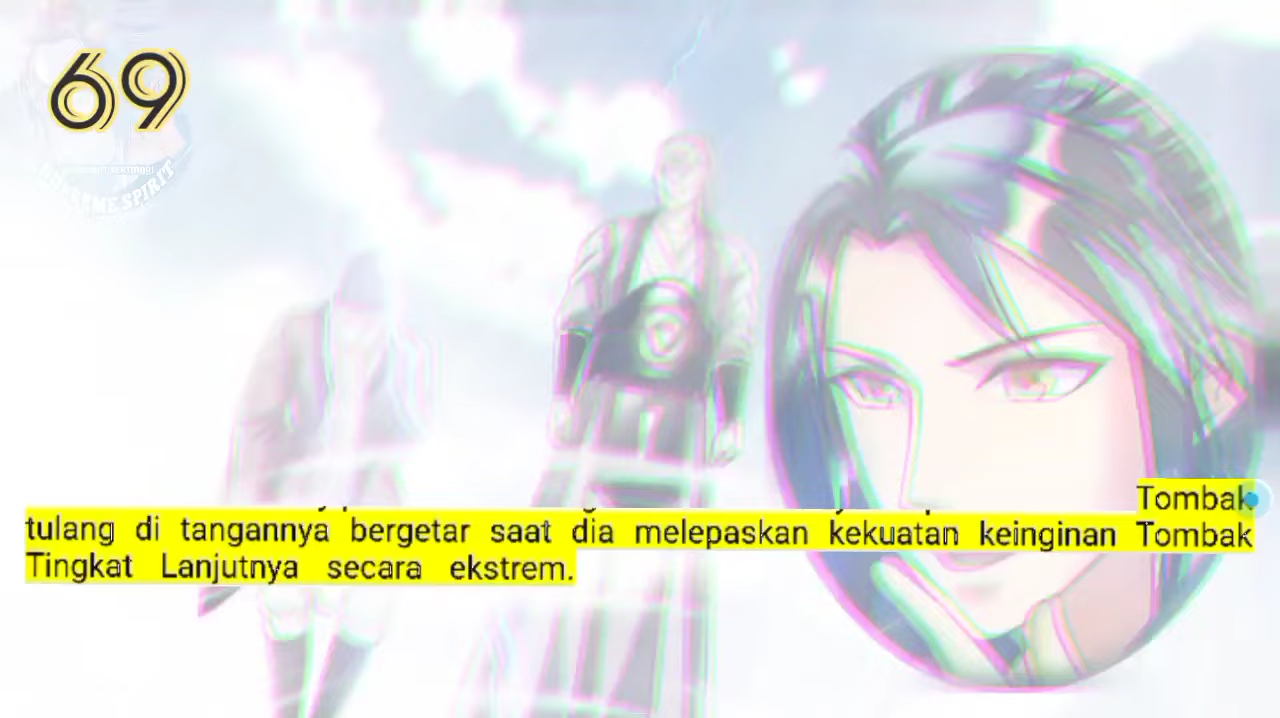 69
Tombak
tulang di tangannya bergetar saat dia melepaskan kekuatan keinginan Tombak
Tingkat Lanjutnya secara ekstrem.